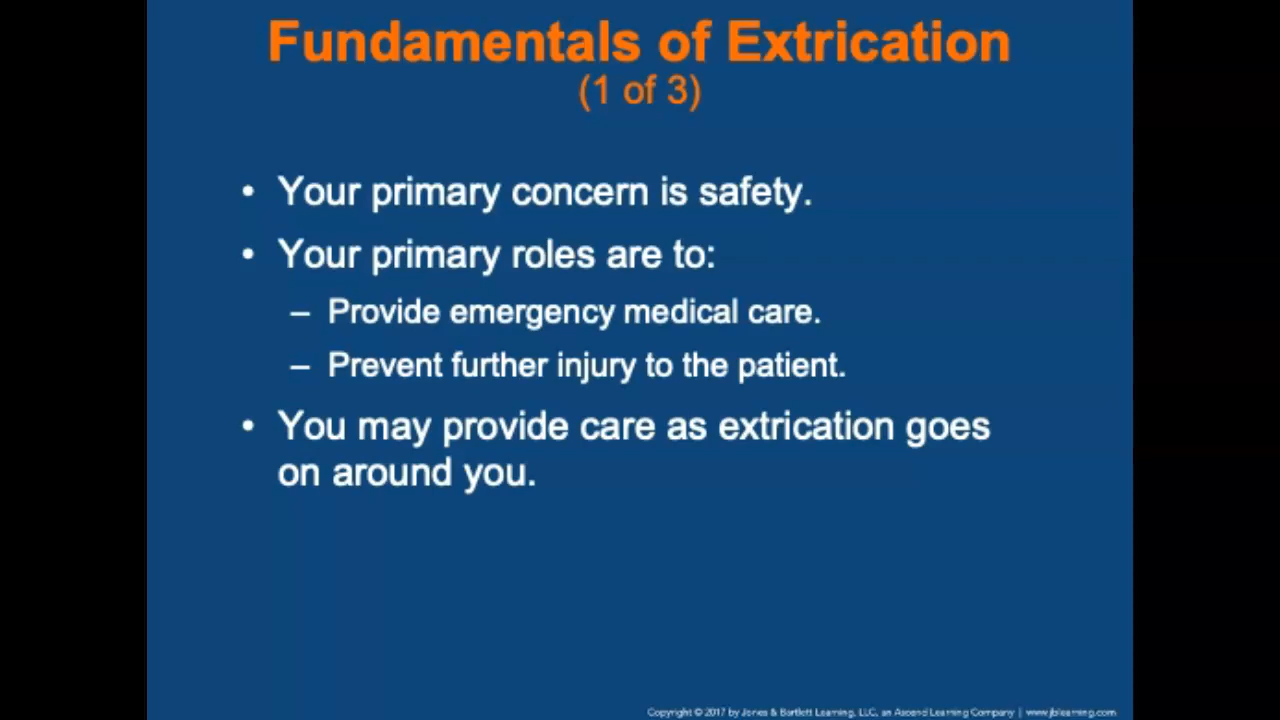 Fundamentals of Extrication
(1 of 3)
• Your primary concern is safety.
• Your primary roles are to:
– Provide emergency medical care.
– Prevent further injury to the patient.
• You may provide care as extrication goes
on around you.
Copyright © 2017 by Jones & Bartlett Learning, LLC, an Ascend Learning Company | www.jblearning.com